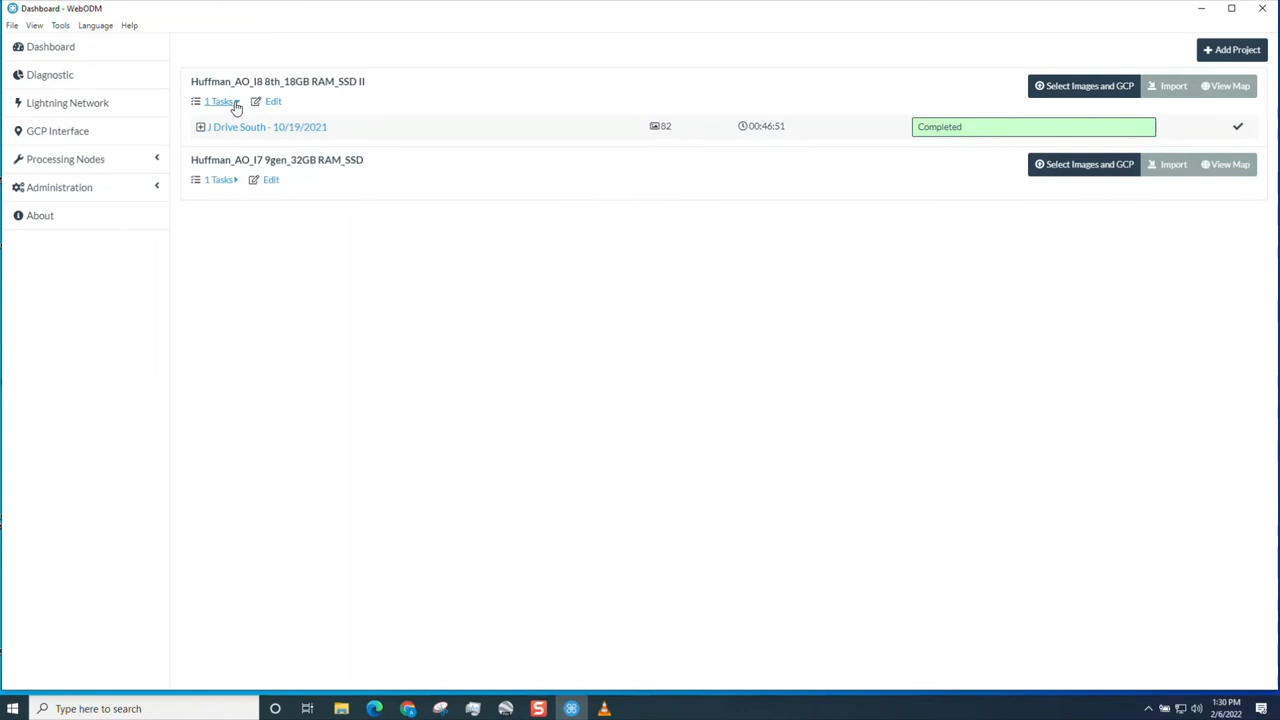 Dashboard - WebODM
File View Tools Language Help
Dashboard
Diagnostic
Lightning Network
GCP Interface
Processing Nodes
Administration
About
Add Project
Huffman_AO_I8 8th_18GB RAM_SSD II
Select Images and GCP Import View Map
1 Tasks Edit
J Drive South - 10/19/2021 82 00:46:51 Completed
Huffman_AO_I7 9gen_32GB RAM_SSD
Select Images and GCP Import View Map
1 Tasks Edit
Type here to search
1:30 PM
2/6/2022